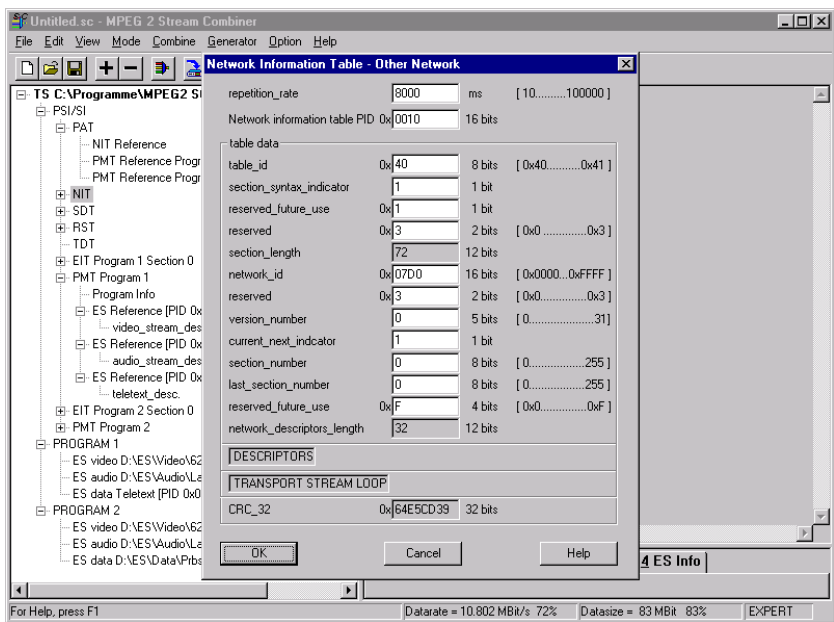 Untitled.sc - MPEG 2 Stream Combiner
File Edit View Mode Combine Generator Option Help
TS C:\Programme\MPEG2 S
PSI/SI
PAT
NIT Reference
PMT Reference Progr
PMT Reference Progr
NIT
SDT
RST
TDT
EIT Program 1 Section 0
PMT Program 1
Program Info
ES Reference [PID 0x
video_stream_des
ES Reference [PID 0x
audio_stream_des
ES Reference [PID 0x
teletext_desc.
EIT Program 2 Section 0
PMT Program 2
PROGRAM 1
ES video D:\ES\Video\62
ES audio D:\ES\Audio\La
ES data Teletext [PID 0x0
PROGRAM 2
ES video D:\ES\Video\62
ES audio D:\ES\Audio\La
ES data D:\ES\Data\Prbs
Network Information Table - Other Network
repetition_rate 8000 ms [ 10.........100000 ]
Network information table PID 0x 0010 16 bits
table data
table_id 0x 40 8 bits [ 0x40...........0x41 ]
section_syntax_indicator 1 1 bit
reserved_future_use 0x 1 1 bit
reserved 0x 3 2 bits [ 0x0 ..............0x3 ]
section_length 72 12 bits
network_id 0x 07D0 16 bits [ 0x0000...0xFFFF ]
reserved 0x 3 2 bits [ 0x0...............0x3 ]
version_number 0 5 bits [ 0......................31]
current_next_indcator 1 1 bit
section_number 0 8 bits [ 0..................255 ]
last_section_number 0 8 bits [ 0..................255 ]
reserved_future_use 0x F 4 bits [ 0x0...............0xF ]
network_descriptors_length 32 12 bits
DESCRIPTORS
TRANSPORT STREAM LOOP
CRC_32 0x 64E5CD39 32 bits
OK Cancel Help
4 ES Info
For Help, press F1 Datarate = 10.802 MBit/s 72% Datasize = 83 MBit 83% EXPERT